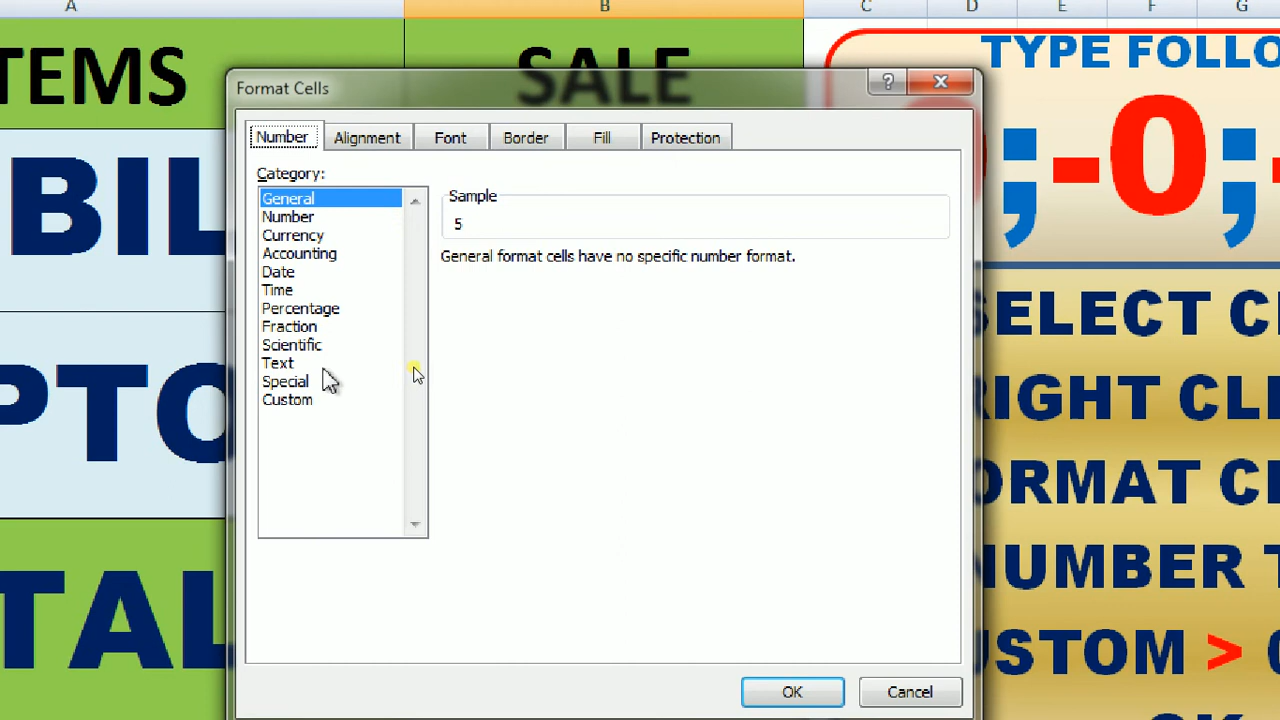 A B C D E F G
TEMS SALE
TYPE FOLLO
;-0;-
Format Cells
Number Alignment Font Border Fill Protection
Category:
General
Number
Currency
Accounting
Date
Time
Percentage
Fraction
Scientific
Text
Special
Custom
Sample
5
General format cells have no specific number format.
OK Cancel
BIL
PTO
TAL
SELECT C
RIGHT CL
ORMAT C
NUMBER T
USTOM >